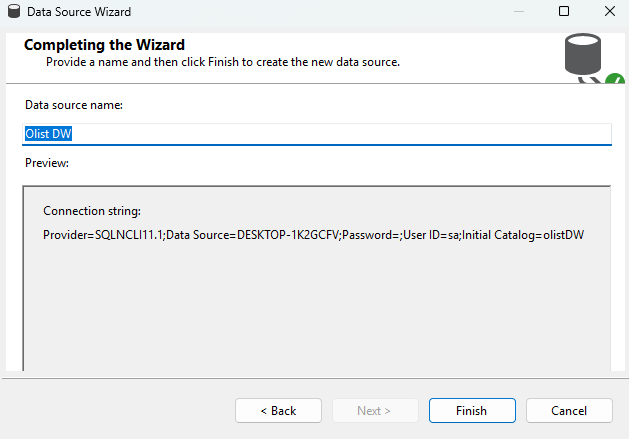 Data Source Wizard
Completing the Wizard
Provide a name and then click Finish to create the new data source.
Data source name:
Olist DW
Preview:
Connection string:
Provider=SQLNCLI11.1;Data Source=DESKTOP-1K2GCFV;Password=;User ID=sa;Initial Catalog=olistDW
< Back
Next >
Finish
Cancel